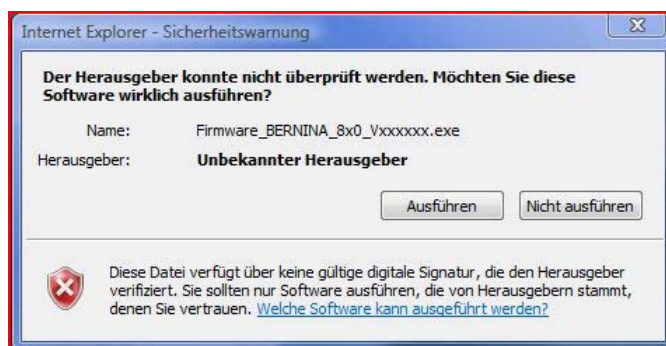 Internet Explorer - Sicherheitswarnung
Der Herausgeber konnte nicht überprüft werden. Möchten Sie diese
Software wirklich ausführen?
Name: Firmware_BERNINA_8x0_Vxxxxxx.exe
Herausgeber: Unbekannter Herausgeber
Ausführen Nicht ausführen
Diese Datei verfügt über keine gültige digitale Signatur, die den Herausgeber
verifiziert. Sie sollten nur Software ausführen, die von Herausgebern stammt,
denen Sie vertrauen. Welche Software kann ausgeführt werden?